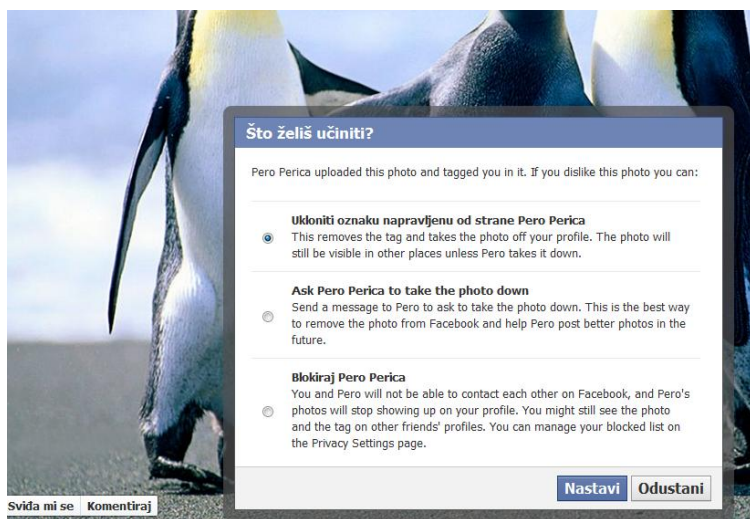 Što želiš učiniti?
Pero Perica uploaded this photo and tagged you in it. If you dislike this photo you can:
Ukloniti oznaku napravljenu od strane Pero Perica
This removes the tag and takes the photo off your profile. The photo will
still be visible in other places unless Pero takes it down.
Ask Pero Perica to take the photo down
Send a message to Pero to ask to take the photo down. This is the best way
to remove the photo from Facebook and help Pero post better photos in the
future.
Blokiraj Pero Perica
You and Pero will not be able to contact each other on Facebook, and Pero's
photos will stop showing up on your profile. You might still see the photo
and the tag on other friends' profiles. You can manage your blocked list on
the Privacy Settings page.
Nastavi Odustani
Sviđa mi se Komentiraj